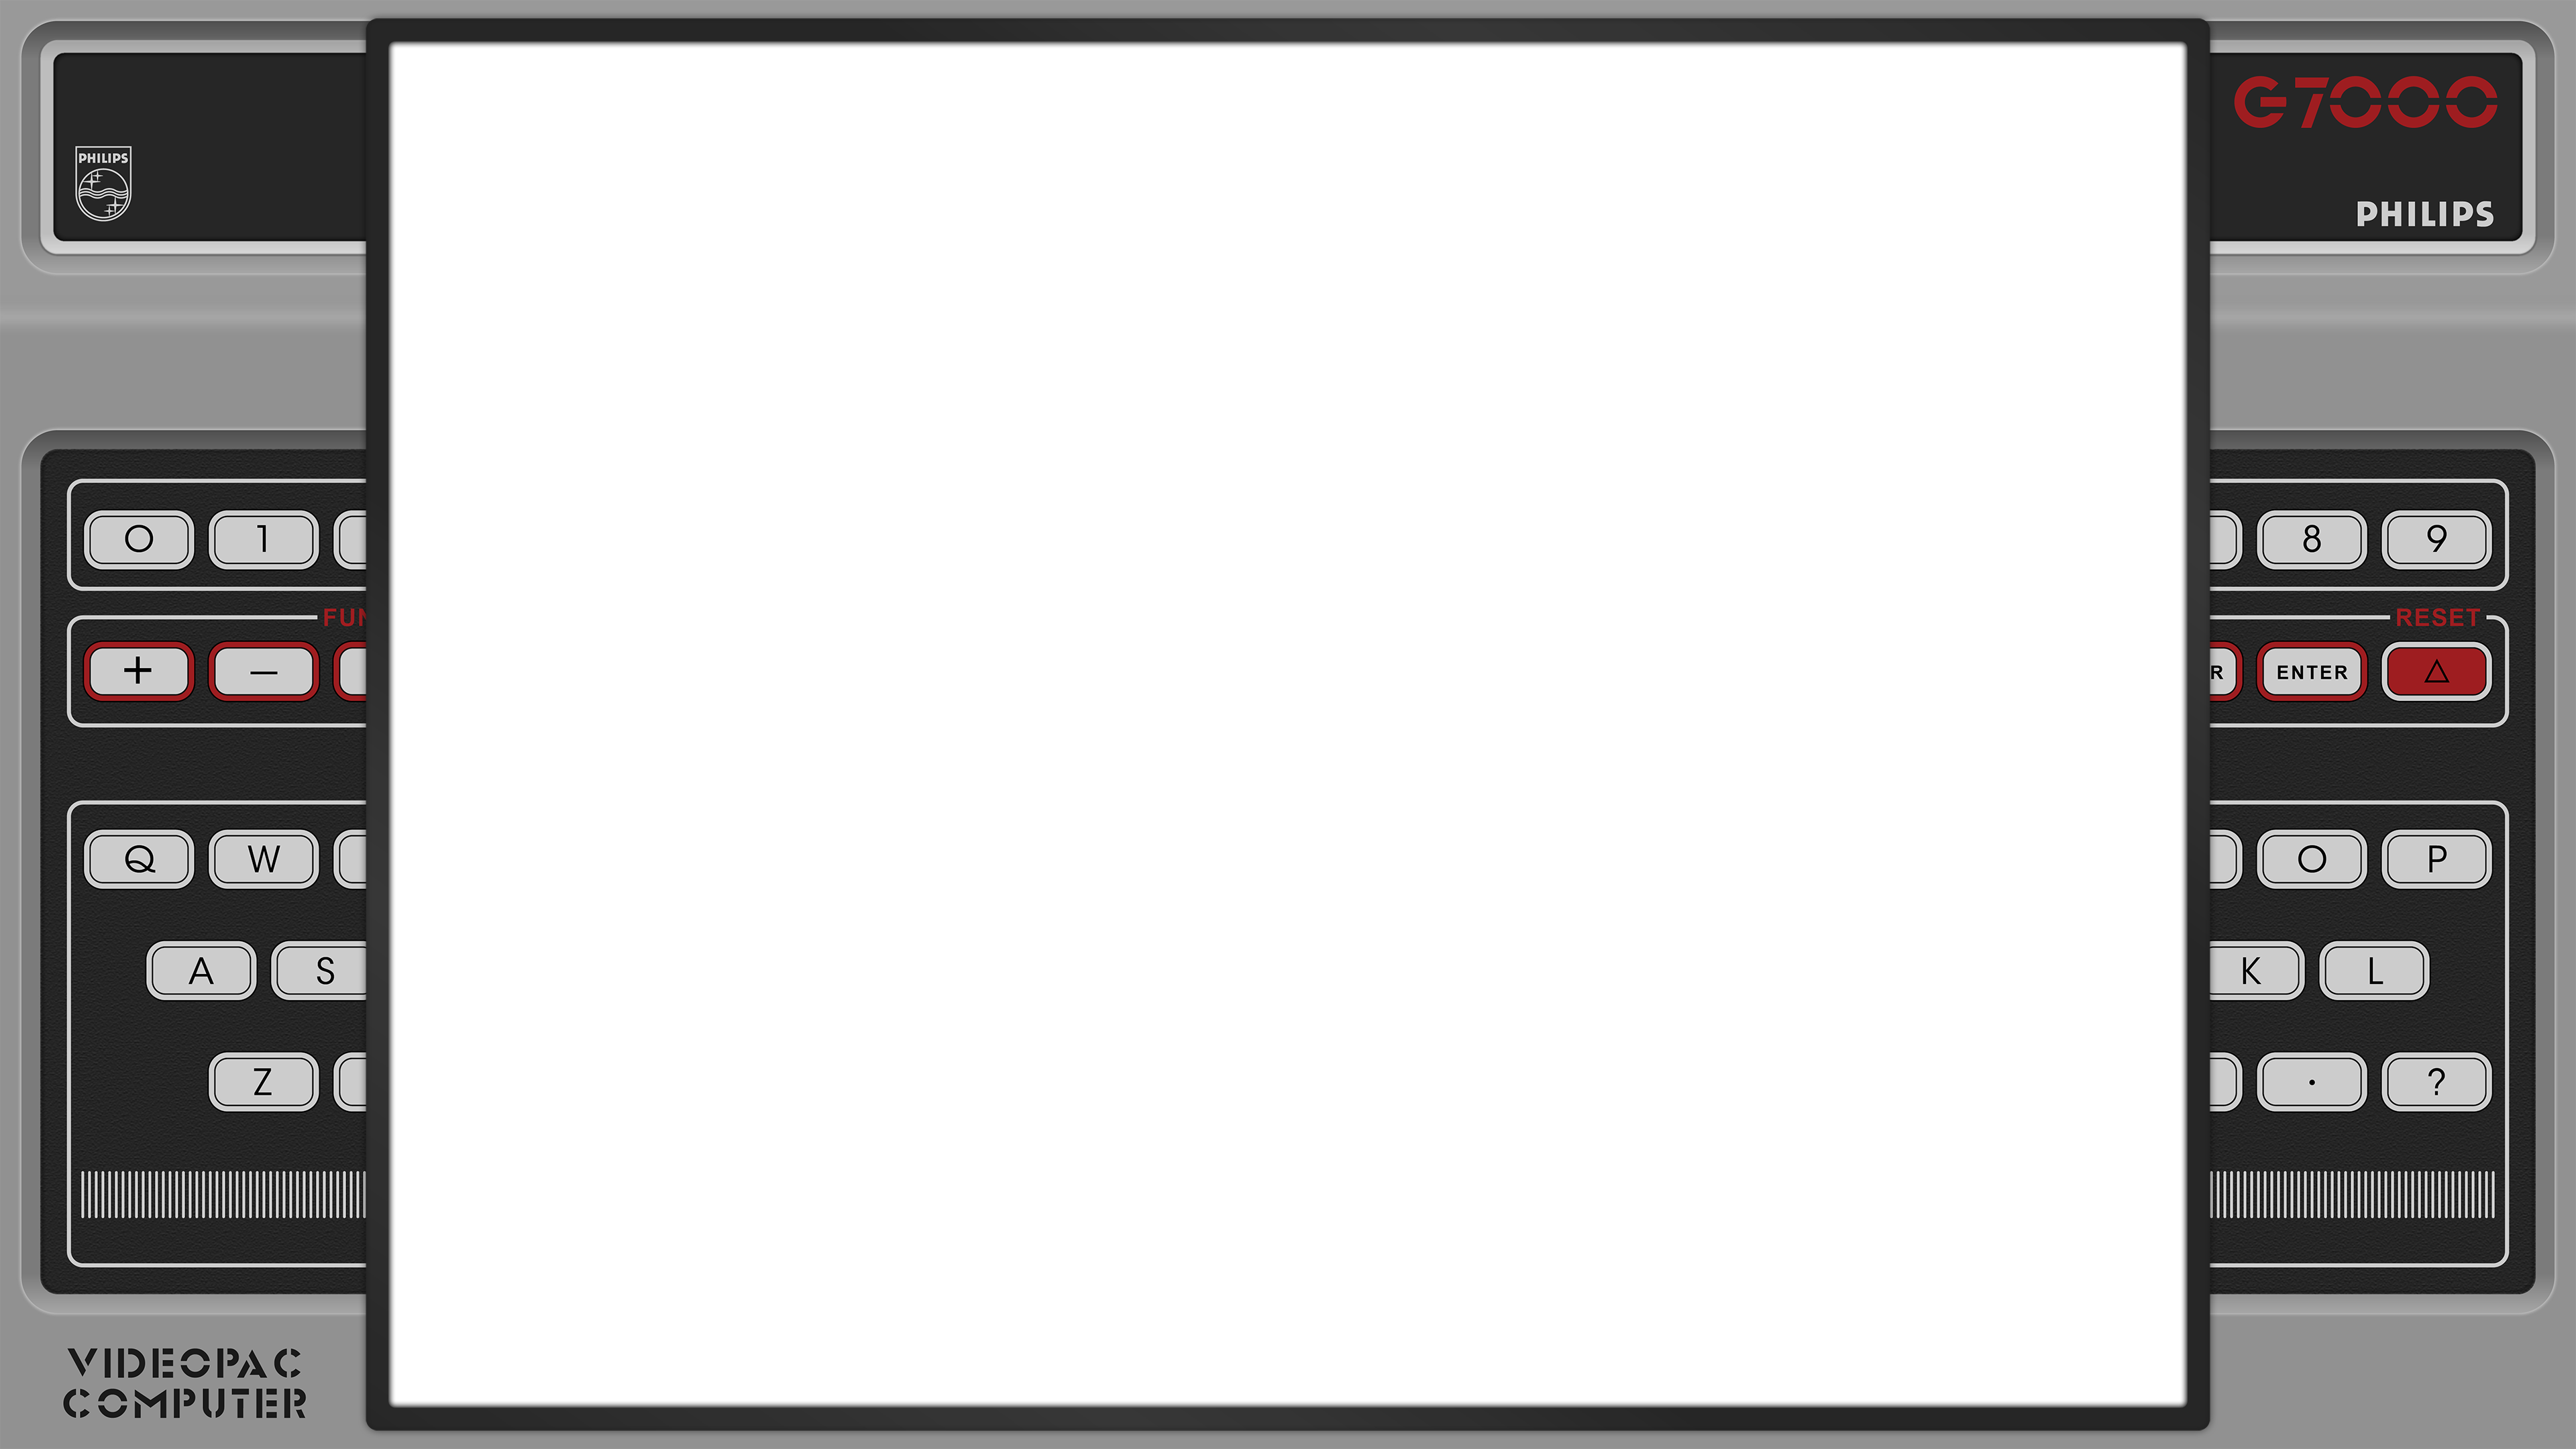 PHILIPS
G7000
PHILIPS
0 1 8 9
FUN RESET
+ − R ENTER △
Q W O P
A S K L
Z . ?
VIDEOPAC
COMPUTER